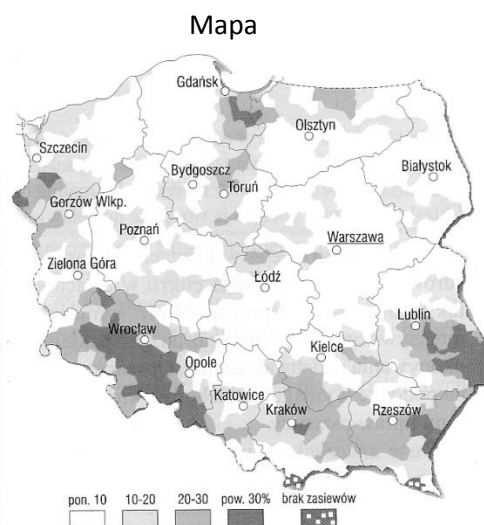 Mapa
Gdańsk
Olsztyn
Szczecin
Białystok
Bydgoszcz
Toruń
Gorzów Wlkp.
Poznań
Warszawa
Zielona Góra
Łódź
Lublin
Wrocław
Kielce
Opole
Katowice
Kraków
Rzeszów
pon. 10 10-20 20-30 pow. 30% brak zasiewów